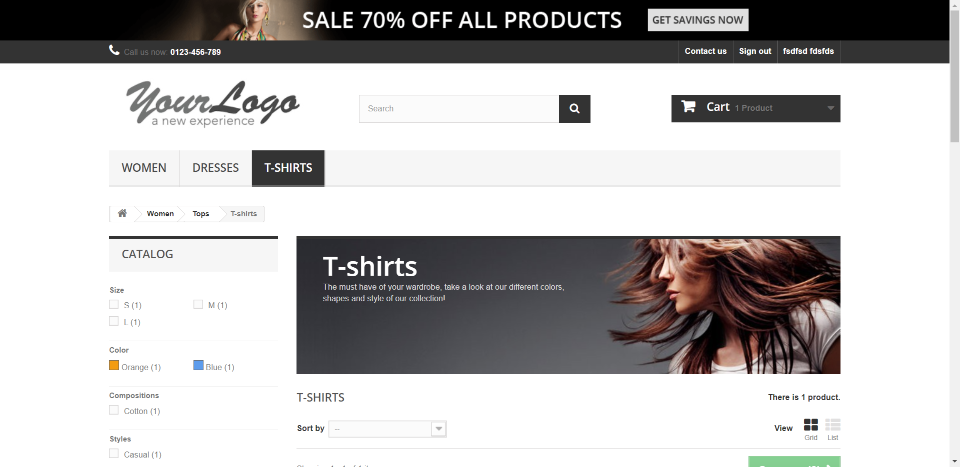 SALE 70% OFF ALL PRODUCTS GET SAVINGS NOW
Call us now: 0123-456-789 Contact us Sign out fsdfsd fdsfds
YourLogo
a new experience
Search
Cart 1 Product
WOMEN DRESSES T-SHIRTS
Women Tops T-shirts
CATALOG
Size
S (1) M (1)
L (1)
Color
Orange (1) Blue (1)
Compositions
Cotton (1)
Styles
Casual (1)
T-shirts
The must have of your wardrobe, take a look at our different colors,
shapes and style of our collection!
T-SHIRTS There is 1 product.
Sort by -- View Grid List